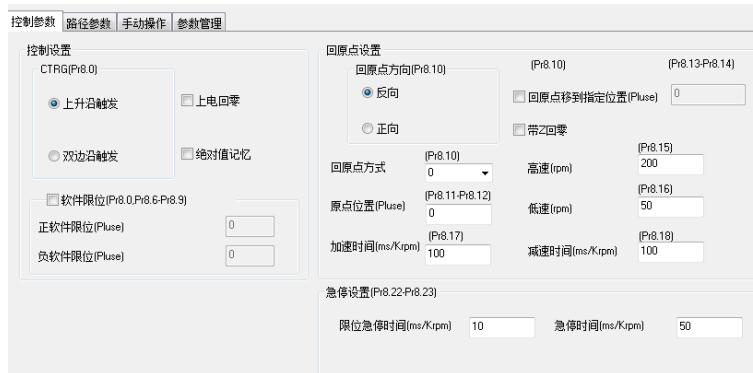 控制参数 路径参数 手动操作 参数管理
控制设置
CTRG(Pr8.0)
上升沿触发
双边沿触发
上电回零
绝对值记忆
软件限位(Pr8.0,Pr8.6-Pr8.9)
正软件限位(Pluse) 0
负软件限位(Pluse) 0
回原点设置
回原点方向(Pr8.10)
反向
正向
(Pr8.10) (Pr8.13-Pr8.14)
回原点移到指定位置(Pluse) 0
带Z回零
(Pr8.10) (Pr8.15)
回原点方式 0 高速(rpm) 200
(Pr8.11-Pr8.12) (Pr8.16)
原点位置(Pluse) 0 低速(rpm) 50
(Pr8.17) (Pr8.18)
加速时间(ms/Krpm) 100 减速时间(ms/Krpm) 100
急停设置(Pr8.22-Pr8.23)
限位急停时间(ms/Krpm) 10 急停时间(ms/Krpm) 50